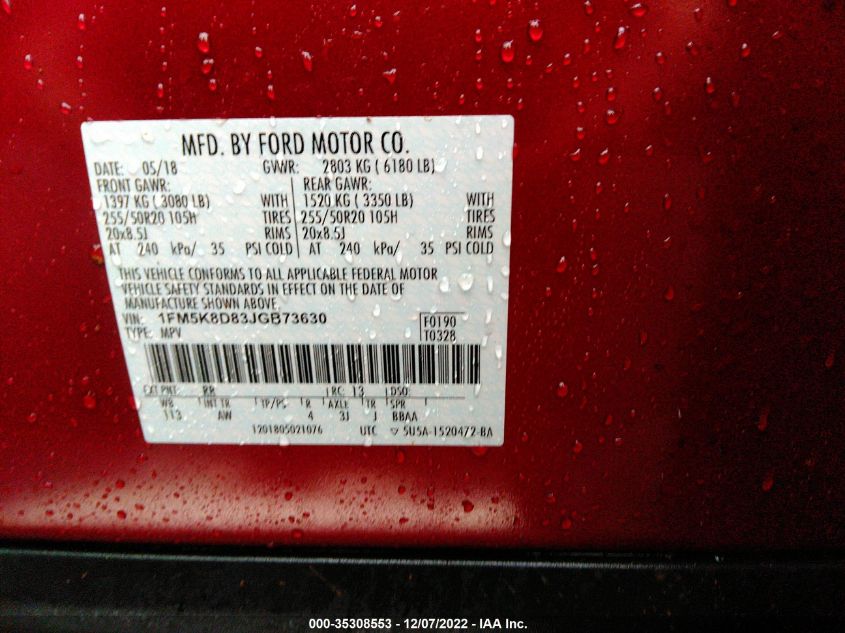 MFD. BY FORD MOTOR CO.
DATE: 05/18 GVWR: 2803 KG ( 6180 LB)
FRONT GAWR: REAR GAWR:
1397 KG ( 3080 LB) WITH 1520 KG ( 3350 LB) WITH
255/50R20 105H TIRES 255/50R20 105H TIRES
20x8.5J RIMS 20x8.5J RIMS
AT 240 kPa/ 35 PSI COLD AT 240 kPa/ 35 PSI COLD
THIS VEHICLE CONFORMS TO ALL APPLICABLE FEDERAL MOTOR
VEHICLE SAFETY STANDARDS IN EFFECT ON THE DATE OF
MANUFACTURE SHOWN ABOVE.
VIN: 1FM5K8D83JGB73630 F0190
TYPE: MPV T0328
EXT PNT: RR RC: 13 DSO:
WB INT TR TP/PS R AXLE TR SPR
113 AW 4 3J J BBAA
1201805021076 UTC ▽ 5U5A-1520472-BA
000-35308553 - 12/07/2022 - IAA Inc.